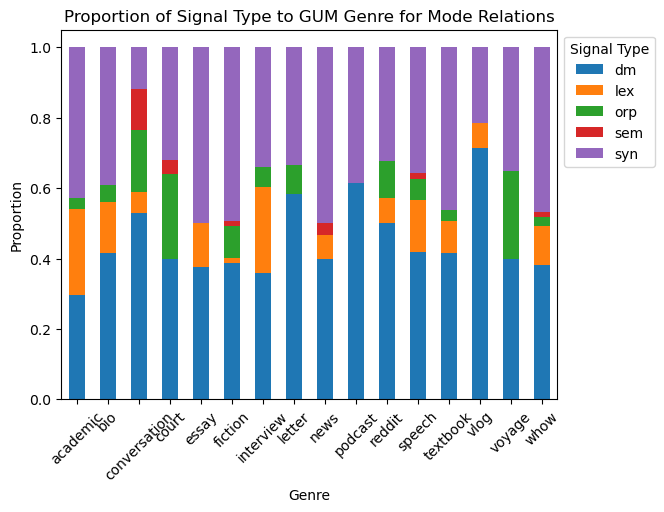 Proportion of Signal Type to GUM Genre for Mode Relations
Signal Type
dm
lex
orp
sem
syn
Proportion
1.0
0.8
0.6
0.4
0.2
0.0
academic
bio
conversation
court
essay
fiction
interview
letter
news
podcast
reddit
speech
textbook
vlog
voyage
whow
Genre